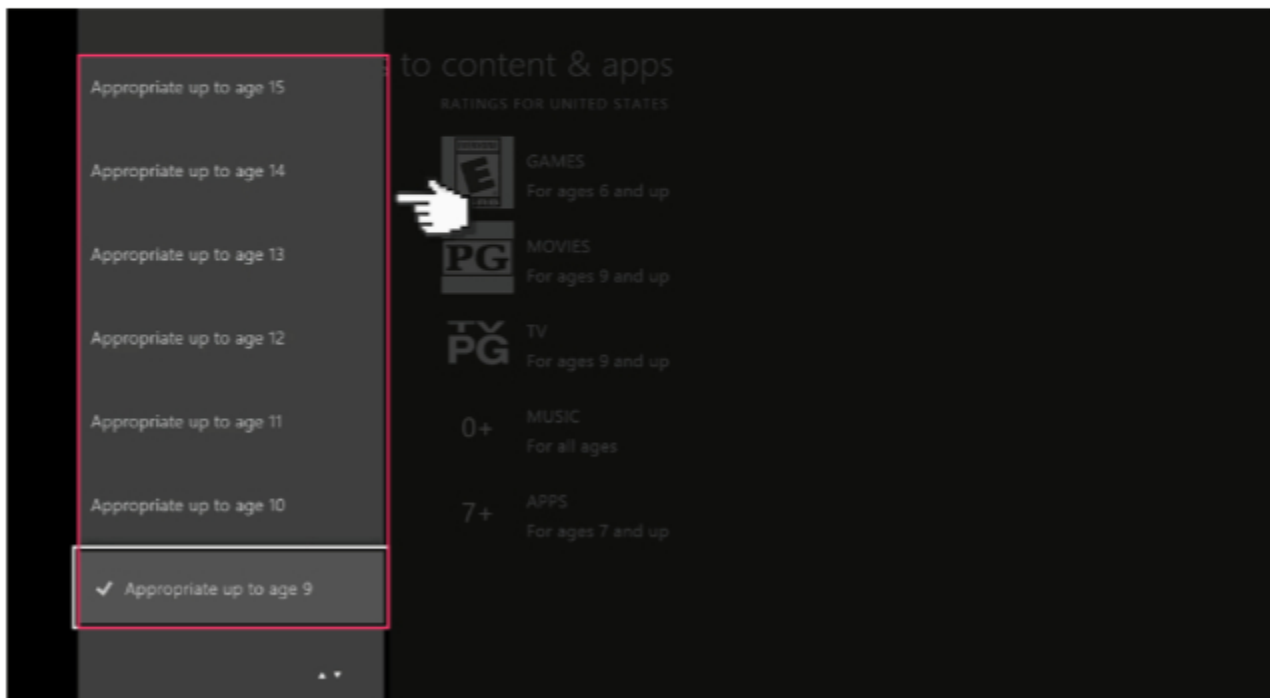 Appropriate up to age 15
Appropriate up to age 14
Appropriate up to age 13
Appropriate up to age 12
Appropriate up to age 11
Appropriate up to age 10
Appropriate up to age 9
to content & apps
RATINGS FOR UNITED STATES
E
GAMES
For ages 6 and up
PG
MOVIES
For ages 9 and up
TV
PG
TV
For ages 9 and up
0+
MUSIC
For all ages
7+
APPS
For ages 7 and up